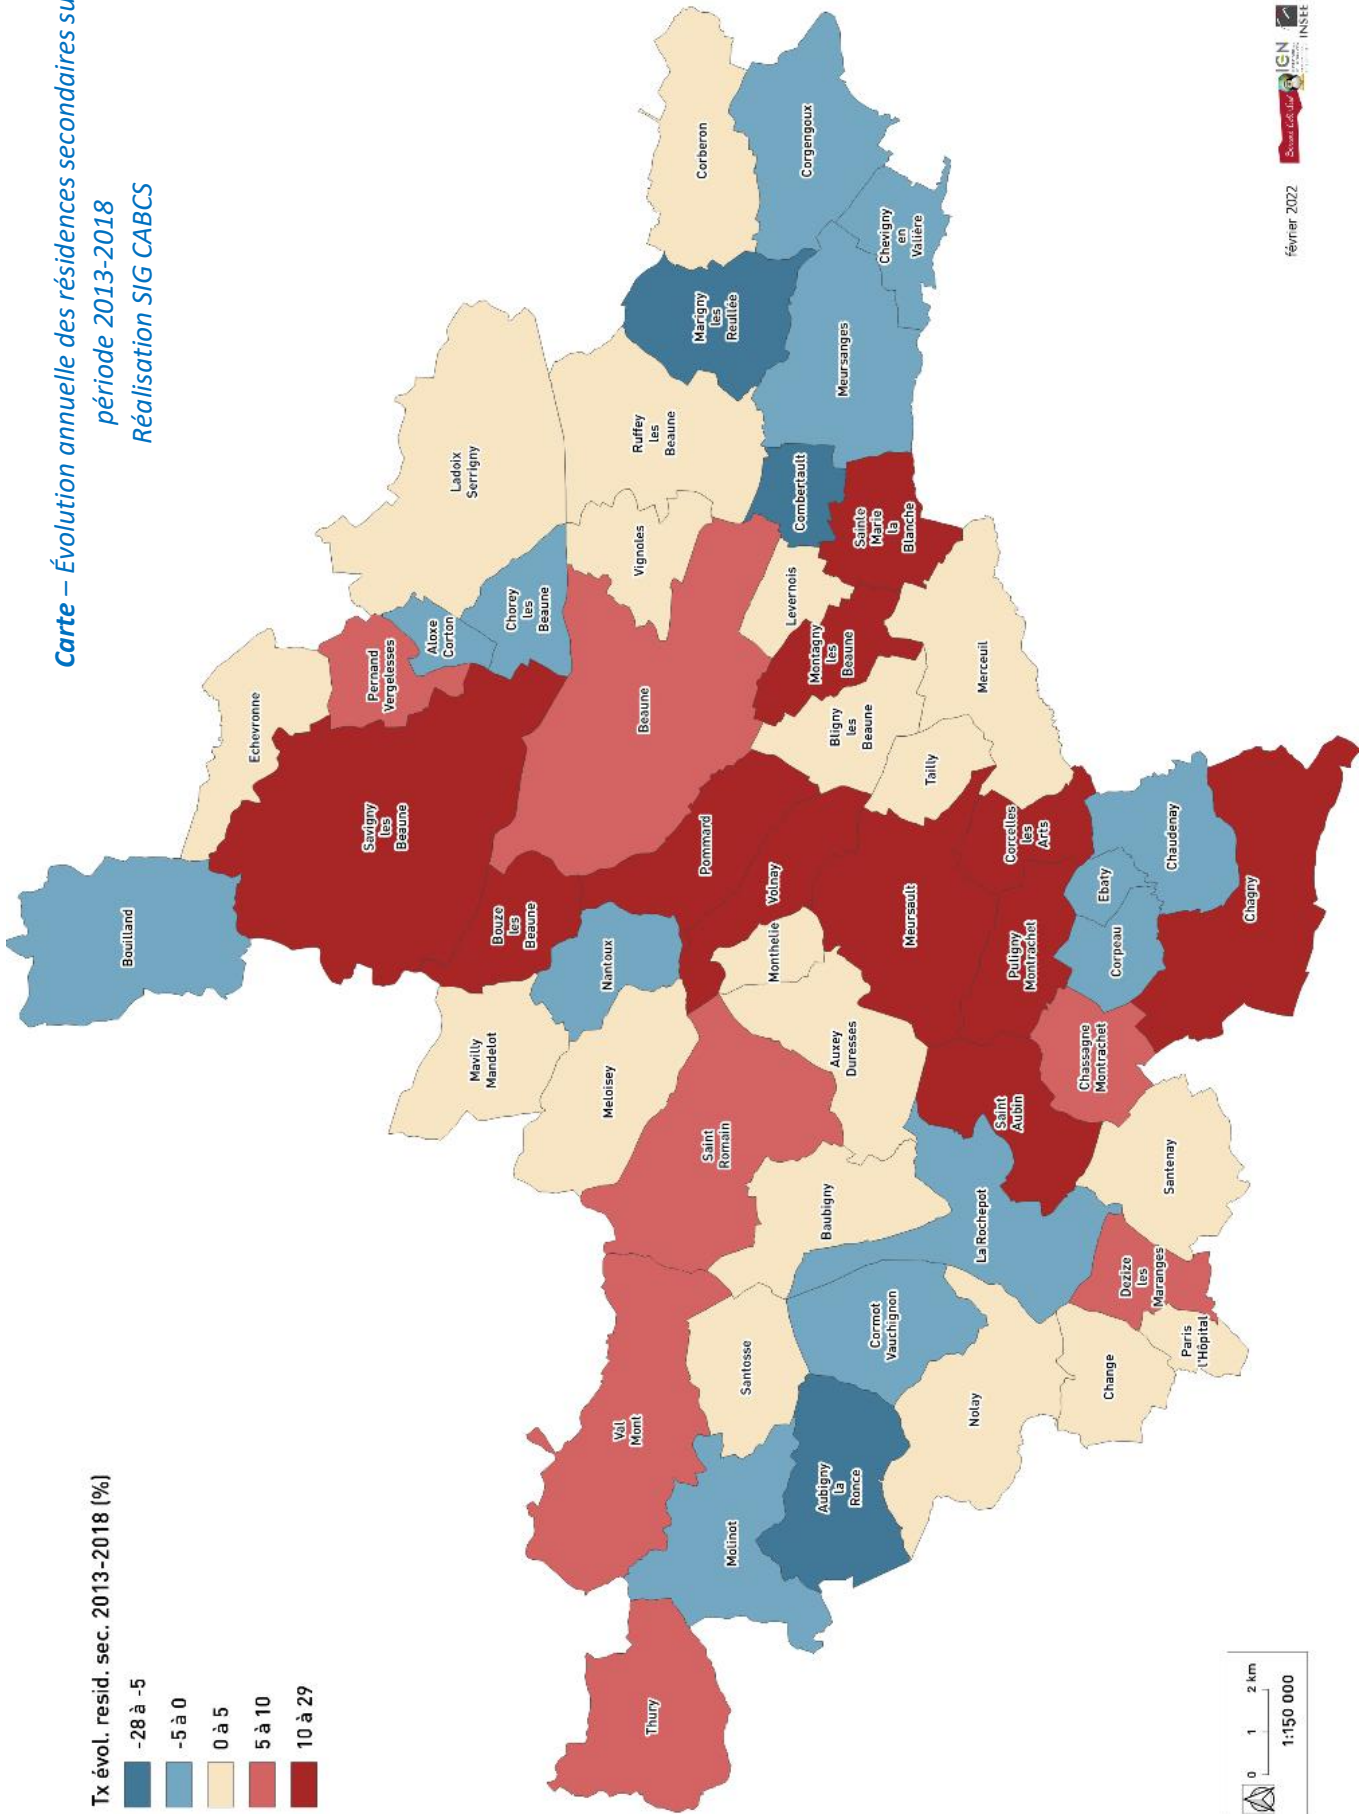 Carte – Évolution annuelle des résidences secondaires su
période 2013-2018
Réalisation SIG CABCS
Tx évol. resid. sec. 2013-2018 (%)
-28 à -5
-5 à 0
0 à 5
5 à 10
10 à 29
Bouilland
Echevronne
Savigny
les
Beaune
Pernand
Vergelesses
Aloxe
Corton
Ladoix
Serrigny
Chorey
les
Beaune
Mavilly
Mandelot
Bouze
les
Beaune
Nantoux
Meloisey
Beaune
Vignoles
Ruffey
les
Beaune
Corberon
Marigny
les
Reullée
Corgengoux
Thury
Val
Mont
Saint
Romain
Pommard
Volnay
Monthelie
Levernois
Combertault
Meursanges
Chevigny
en
Valière
Molinot
Santosse
Baubigny
Auxey
Duresses
Montagny
les
Beaune
Bligny
les
Beaune
Sainte
Marie
la
Blanche
Aubigny
la
Ronce
Cormot
Vauchignon
Meursault
Tailly
Merceuil
Nolay
La Rochepot
Saint
Aubin
Puligny
Montrachet
Corcelles
les
Arts
Change
Dezize
les
Maranges
Chassagne
Montrachet
Corpeau
Ebaty
Chaudenay
Paris
l'Hôpital
Santenay
Chagny
0 1 2 km
1:150 000
février 2022
IGN
INSEE